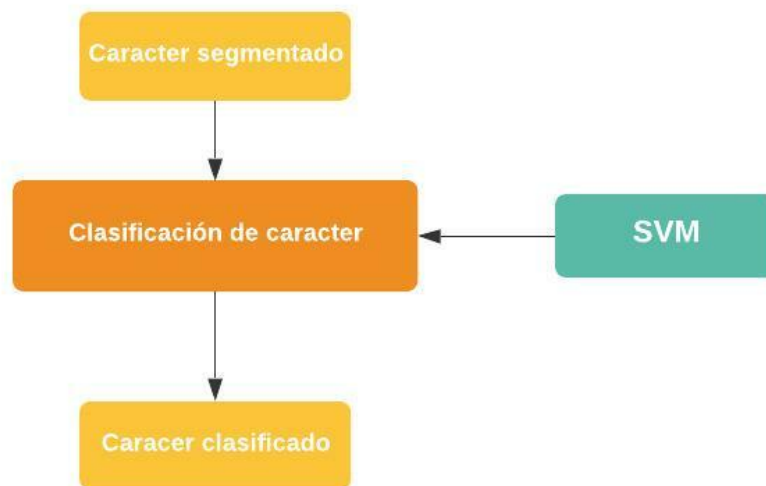 Caracter segmentado
Clasificación de caracter
SVM
Caracer clasificado